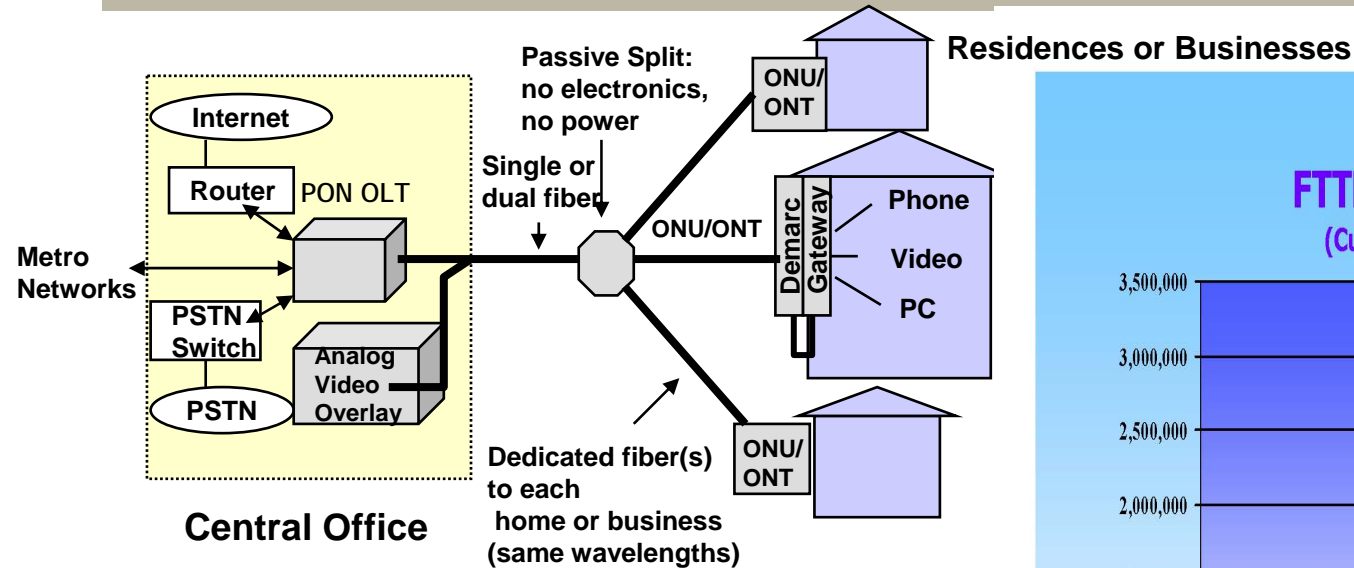 Residences or Businesses
Passive Split:
no electronics,
no power
Single or
dual fiber
ONU/
ONT
Internet
Router
PON OLT
Metro
Networks
PSTN
Switch
PSTN
Analog
Video
Overlay
Central Office
ONU/ONT
Demarc
Gateway
Phone
Video
PC
Dedicated fiber(s)
to each
home or business
(same wavelengths)
ONU/
ONT
(Cu
3,500,000
3,000,000
2,500,000
2,000,000